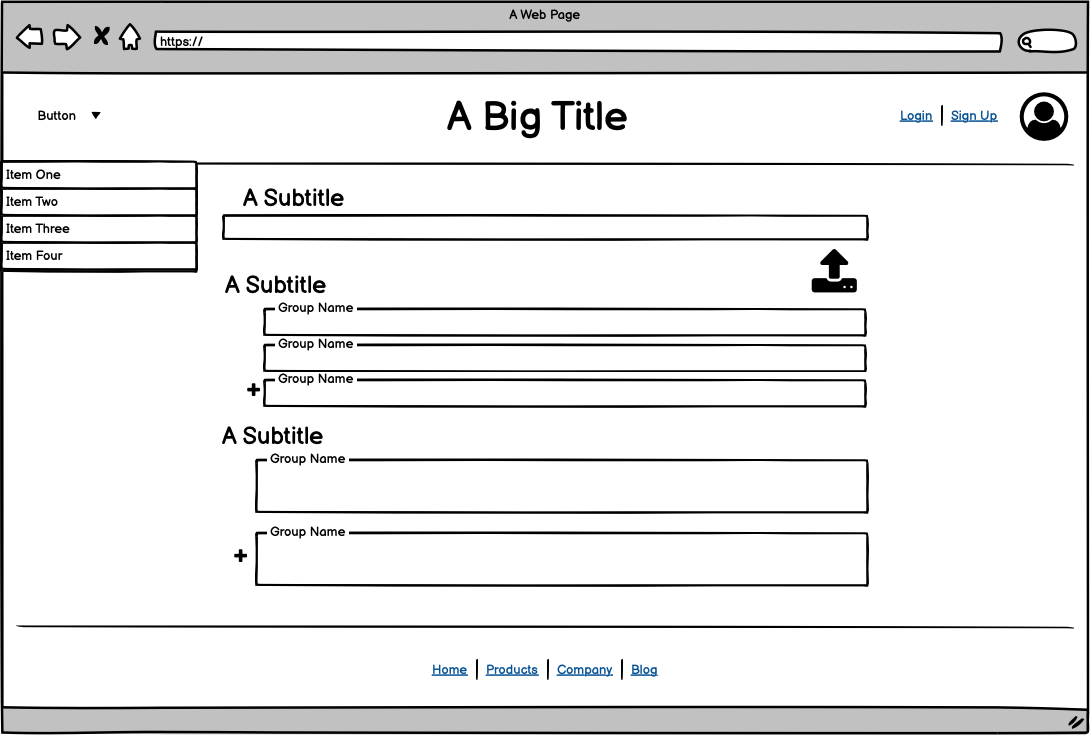 A Web Page
https://
Button
A Big Title
Login Sign Up
Item One
Item Two
Item Three
Item Four
A Subtitle
A Subtitle
Group Name
Group Name
Group Name
A Subtitle
Group Name
Group Name
Home Products Company Blog